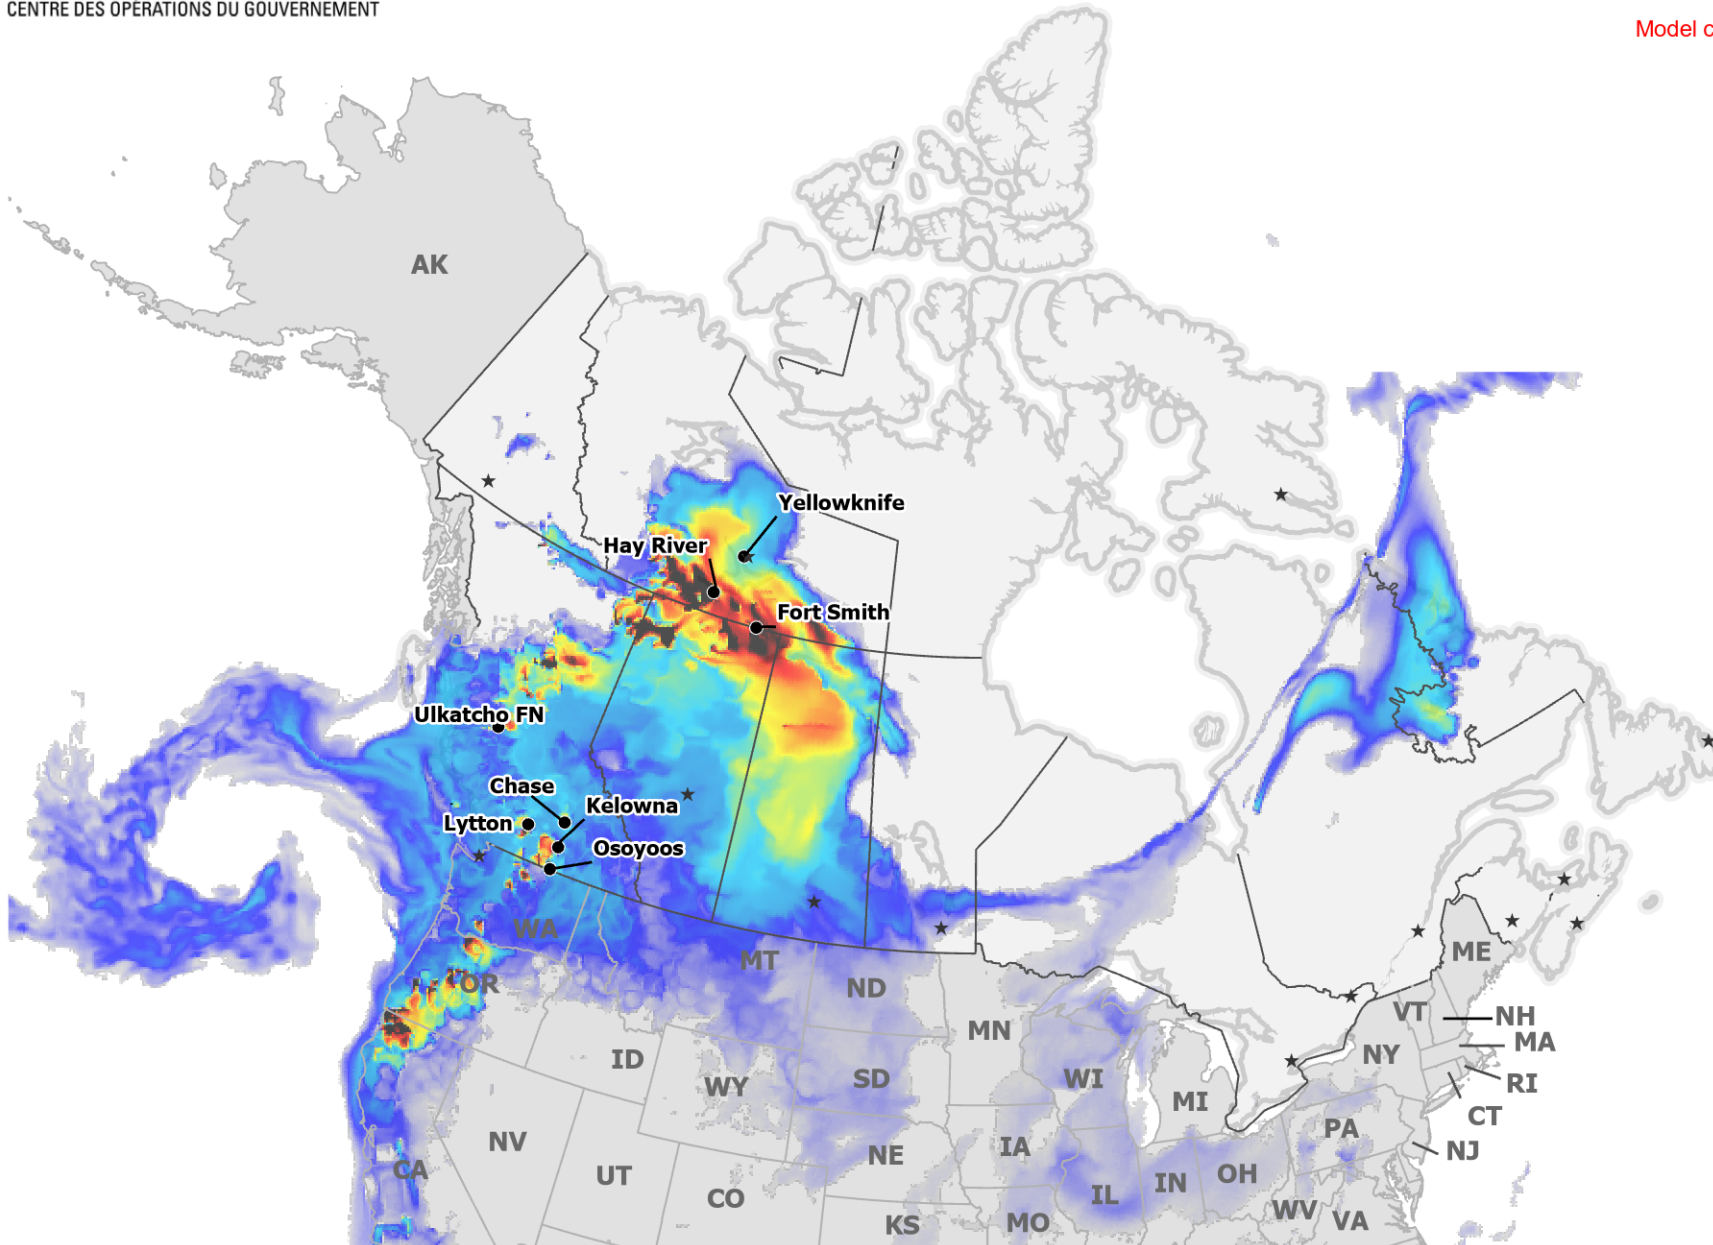 CENTRE DES OPÉRATIONS DU GOUVERNEMENT
Model c
AK
Yellowknife
Hay River
Fort Smith
Ulkatcho FN
Chase
Kelowna
Lytton
Osoyoos
WA
MT
ME
OR
ND
VT
NH
MN
MA
ID
NY
WY
SD
WI
RI
MI
CT
NV
PA
IA
NJ
NE
CA
UT
IN
OH
CO
IL
WV
VA
KS
MO